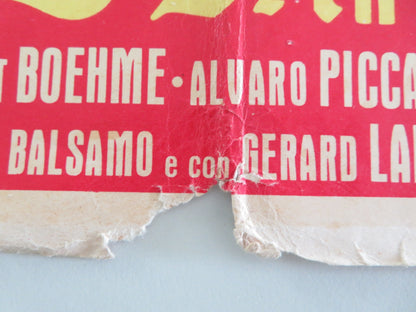 T BOEHME • ALVARO PICCA
BALSAMO e con GERARD LA